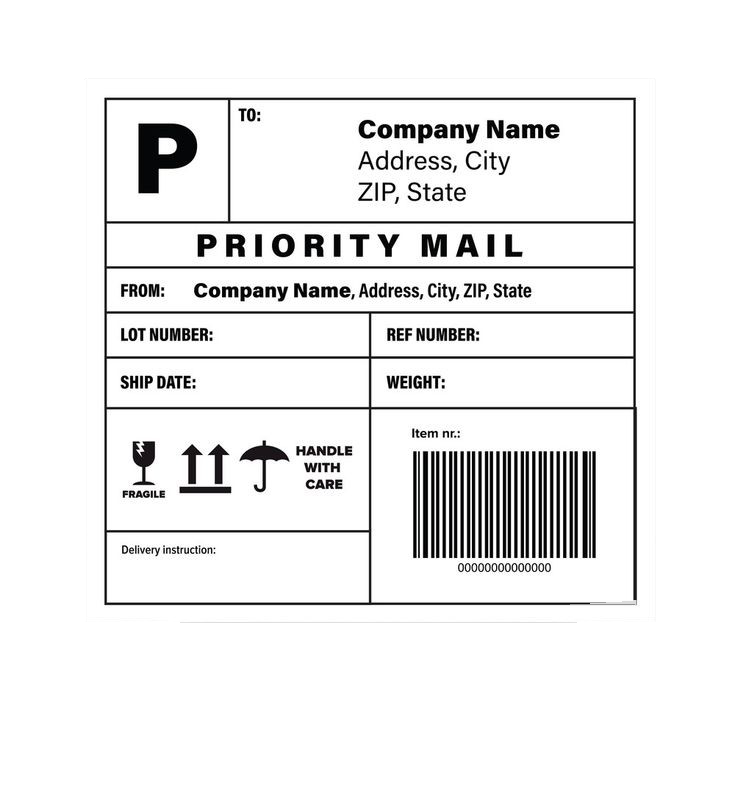 P
TO:
Company Name
Address, City
ZIP, State
PRIORITY MAIL
FROM: Company Name, Address, City, ZIP, State
LOT NUMBER:
REF NUMBER:
SHIP DATE:
WEIGHT:
FRAGILE
HANDLE
WITH
CARE
Item nr.:
00000000000000
Delivery instruction: